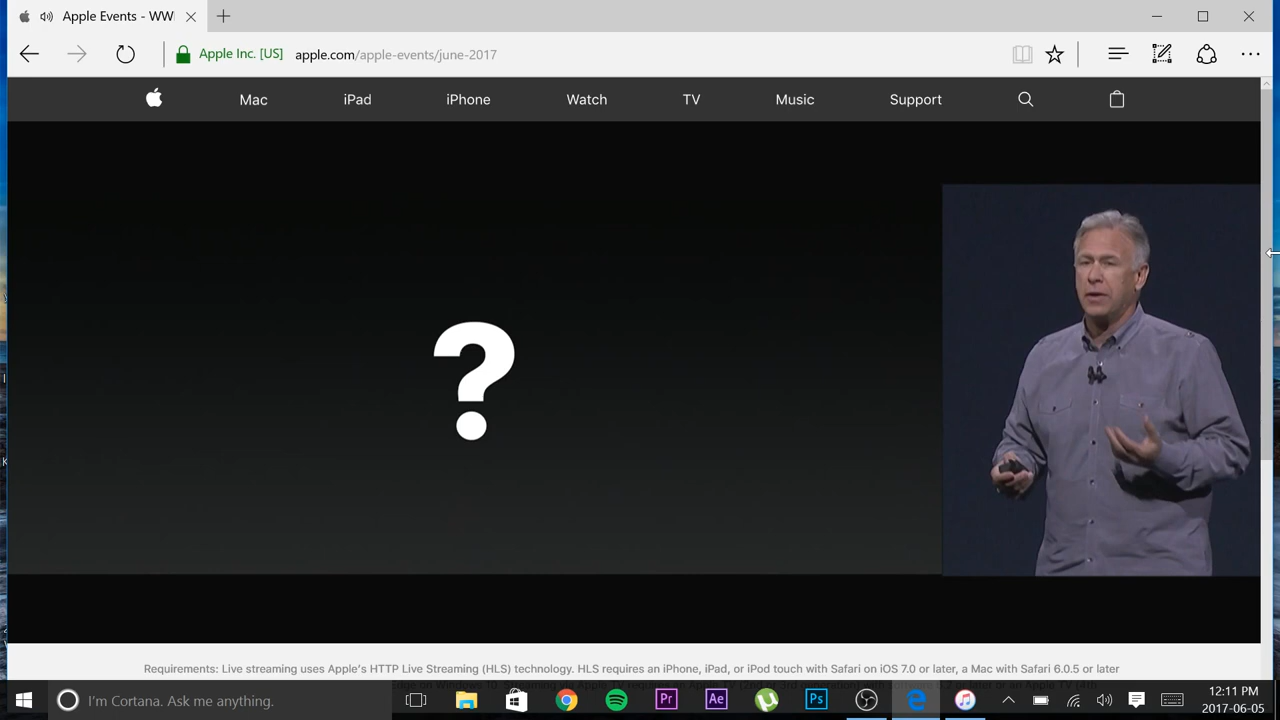 Apple Events - WW
Apple Inc. [US] apple.com/apple-events/june-2017
Mac iPad iPhone Watch TV Music Support
?
Requirements: Live streaming uses Apple’s HTTP Live Streaming (HLS) technology. HLS requires an iPhone, iPad, or iPod touch with Safari on iOS 7.0 or later, a Mac with Safari 6.0.5 or later
I'm Cortana. Ask me anything.
Pr Ae Ps
12:11 PM
2017-06-05